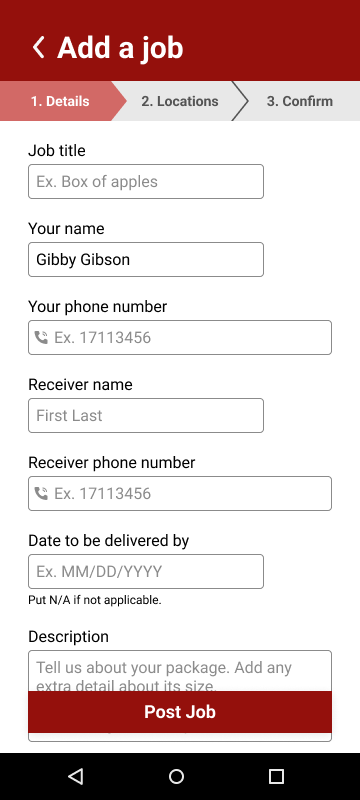 Add a job
1. Details
2. Locations
3. Confirm
Job title
Ex. Box of apples
Your name
Gibby Gibson
Your phone number
Ex. 17113456
Receiver name
First Last
Receiver phone number
Ex. 17113456
Date to be delivered by
Ex. MM/DD/YYYY
Put N/A if not applicable.
Description
Tell us about your package. Add any
extra detail about its size.
Post Job